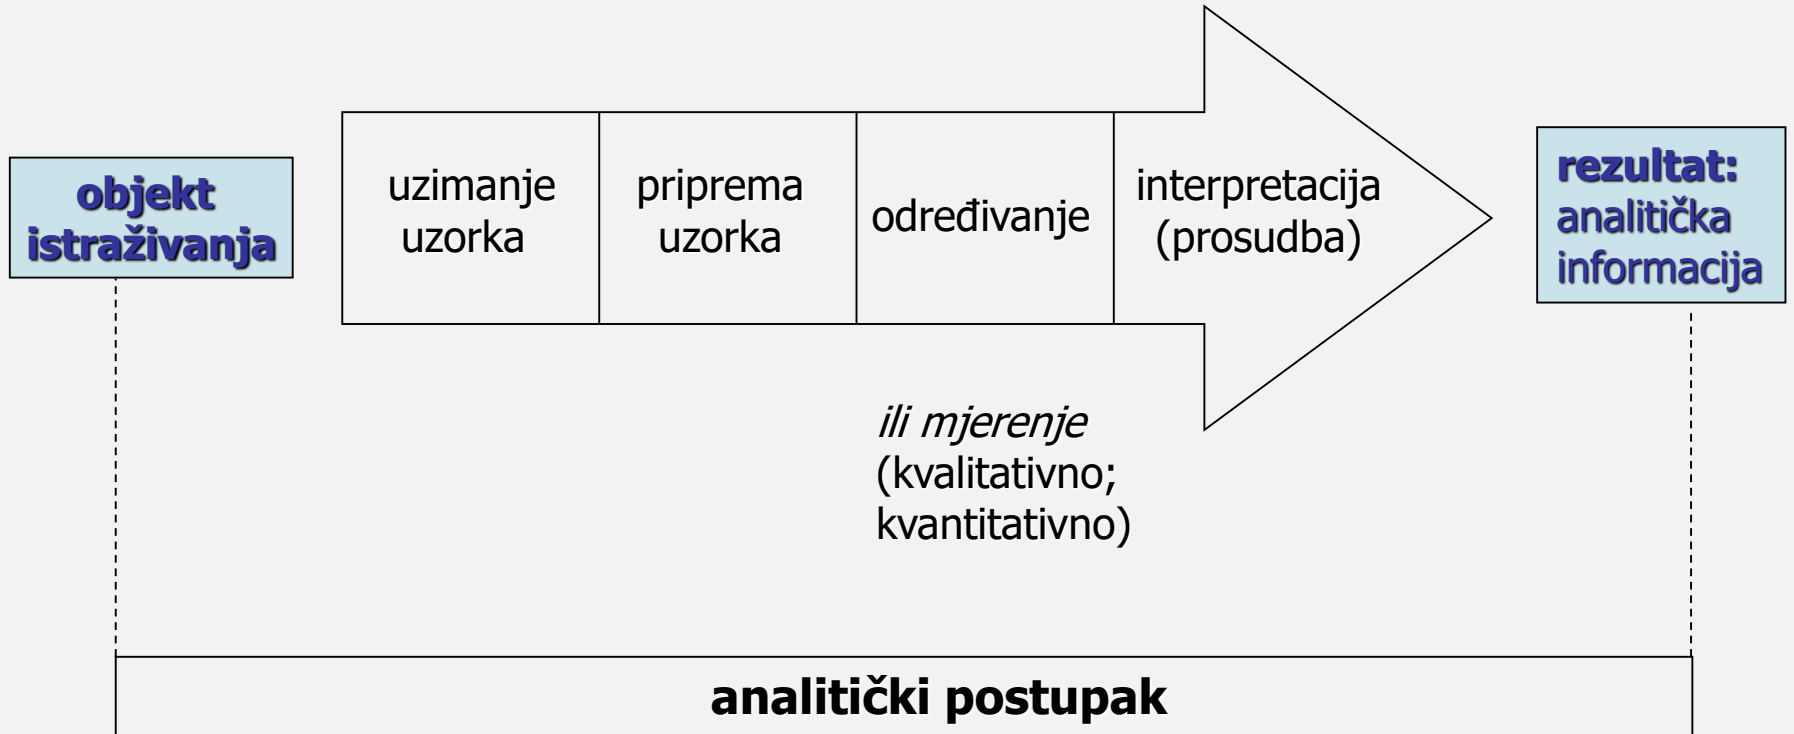 objekt
istraživanja
uzimanje
uzorka
priprema
uzorka
određivanje
interpretacija
(prosudba)
rezultat:
analitička
informacija
ili mjerenje
(kvalitativno;
kvantitativno)
analitički postupak